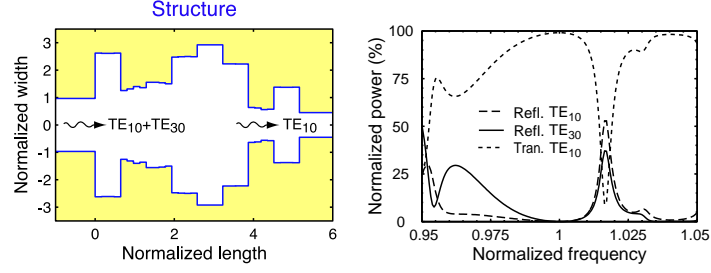 Structure
Normalized width
3
2
1
0
-1
-2
-3
TE10+TE30
TE10
0
2
4
6
Normalized length
Normalized power (%)
100
75
50
25
0
Refl. TE10
Refl. TE30
Tran. TE10
0.95
0.975
1
1.025
1.05
Normalized frequency